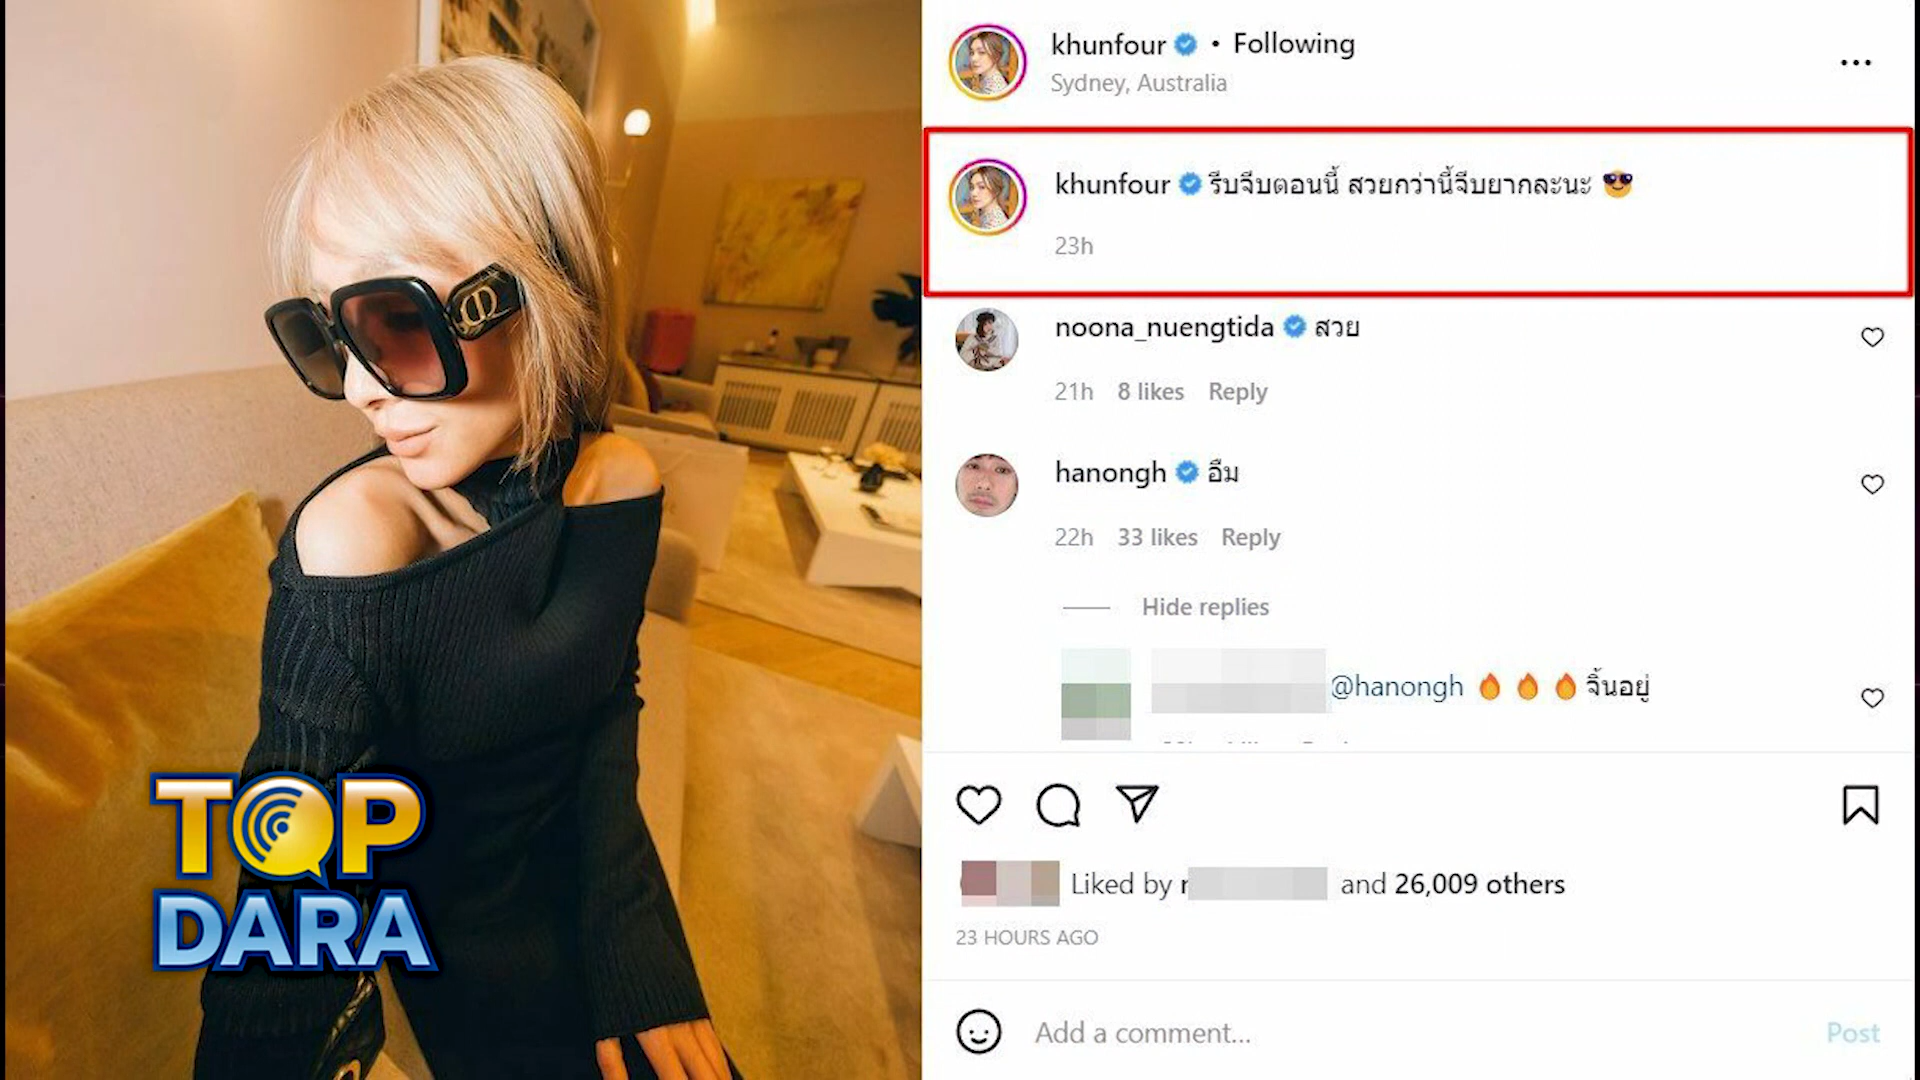 khunfour • Following
Sydney, Australia
khunfour รีบจีบตอนนี้ สวยกว่านี้จีบยากละนะ 😎
23h
noona_nuengtida สวย
21h 8 likes Reply
hanongh อืม
22h 33 likes Reply
Hide replies
@hanongh 🔥 🔥 🔥 จิ้นอยู่
TOP
DARA
Liked by and 26,009 others
23 HOURS AGO
Add a comment...
Post